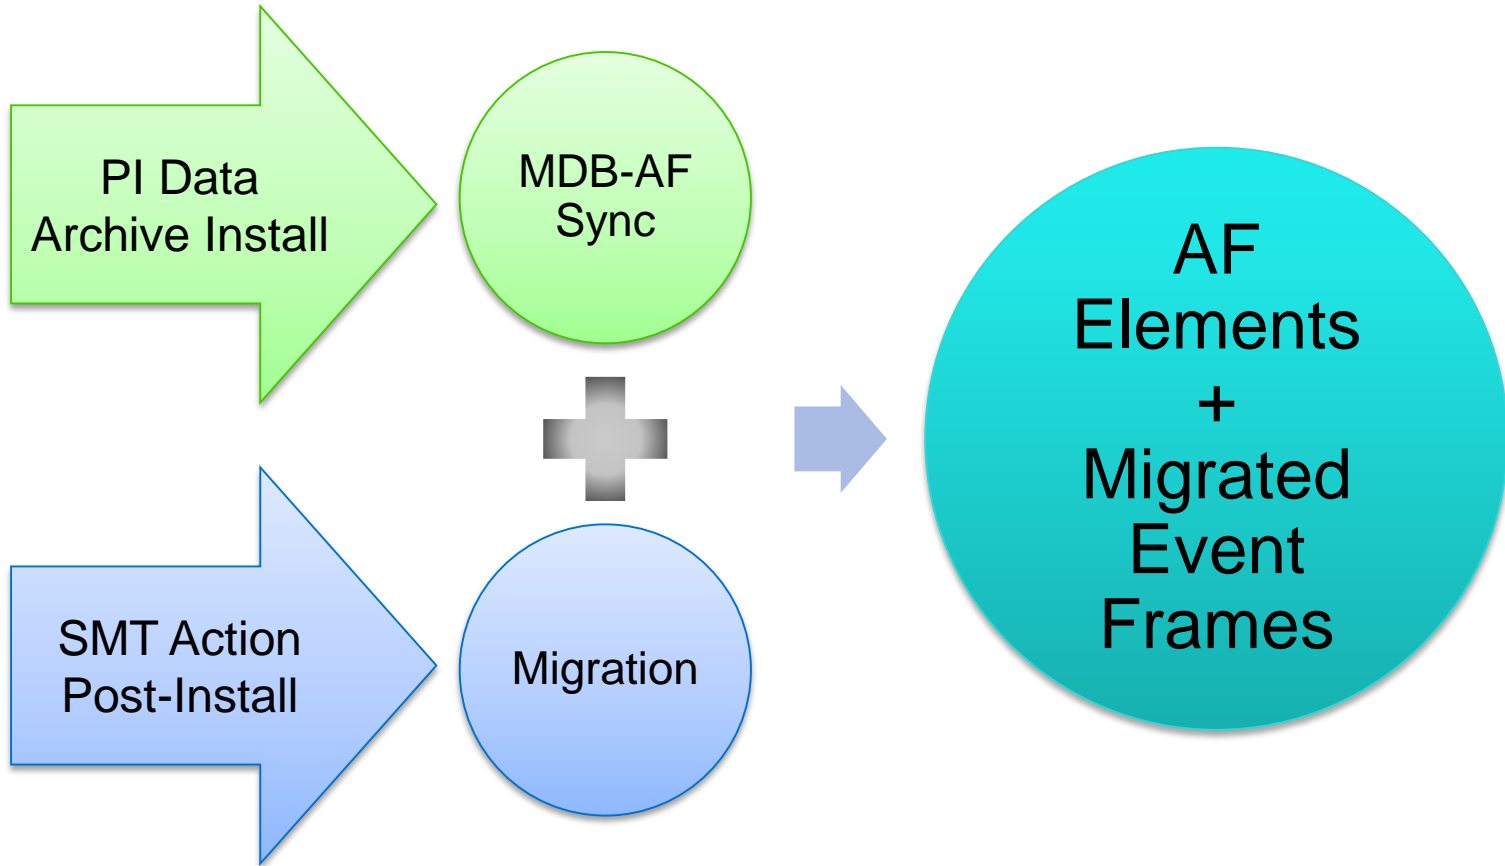 PI Data
Archive Install
MDB-AF
Sync
SMT Action
Post-Install
Migration
AF
Elements
+
Migrated
Event
Frames